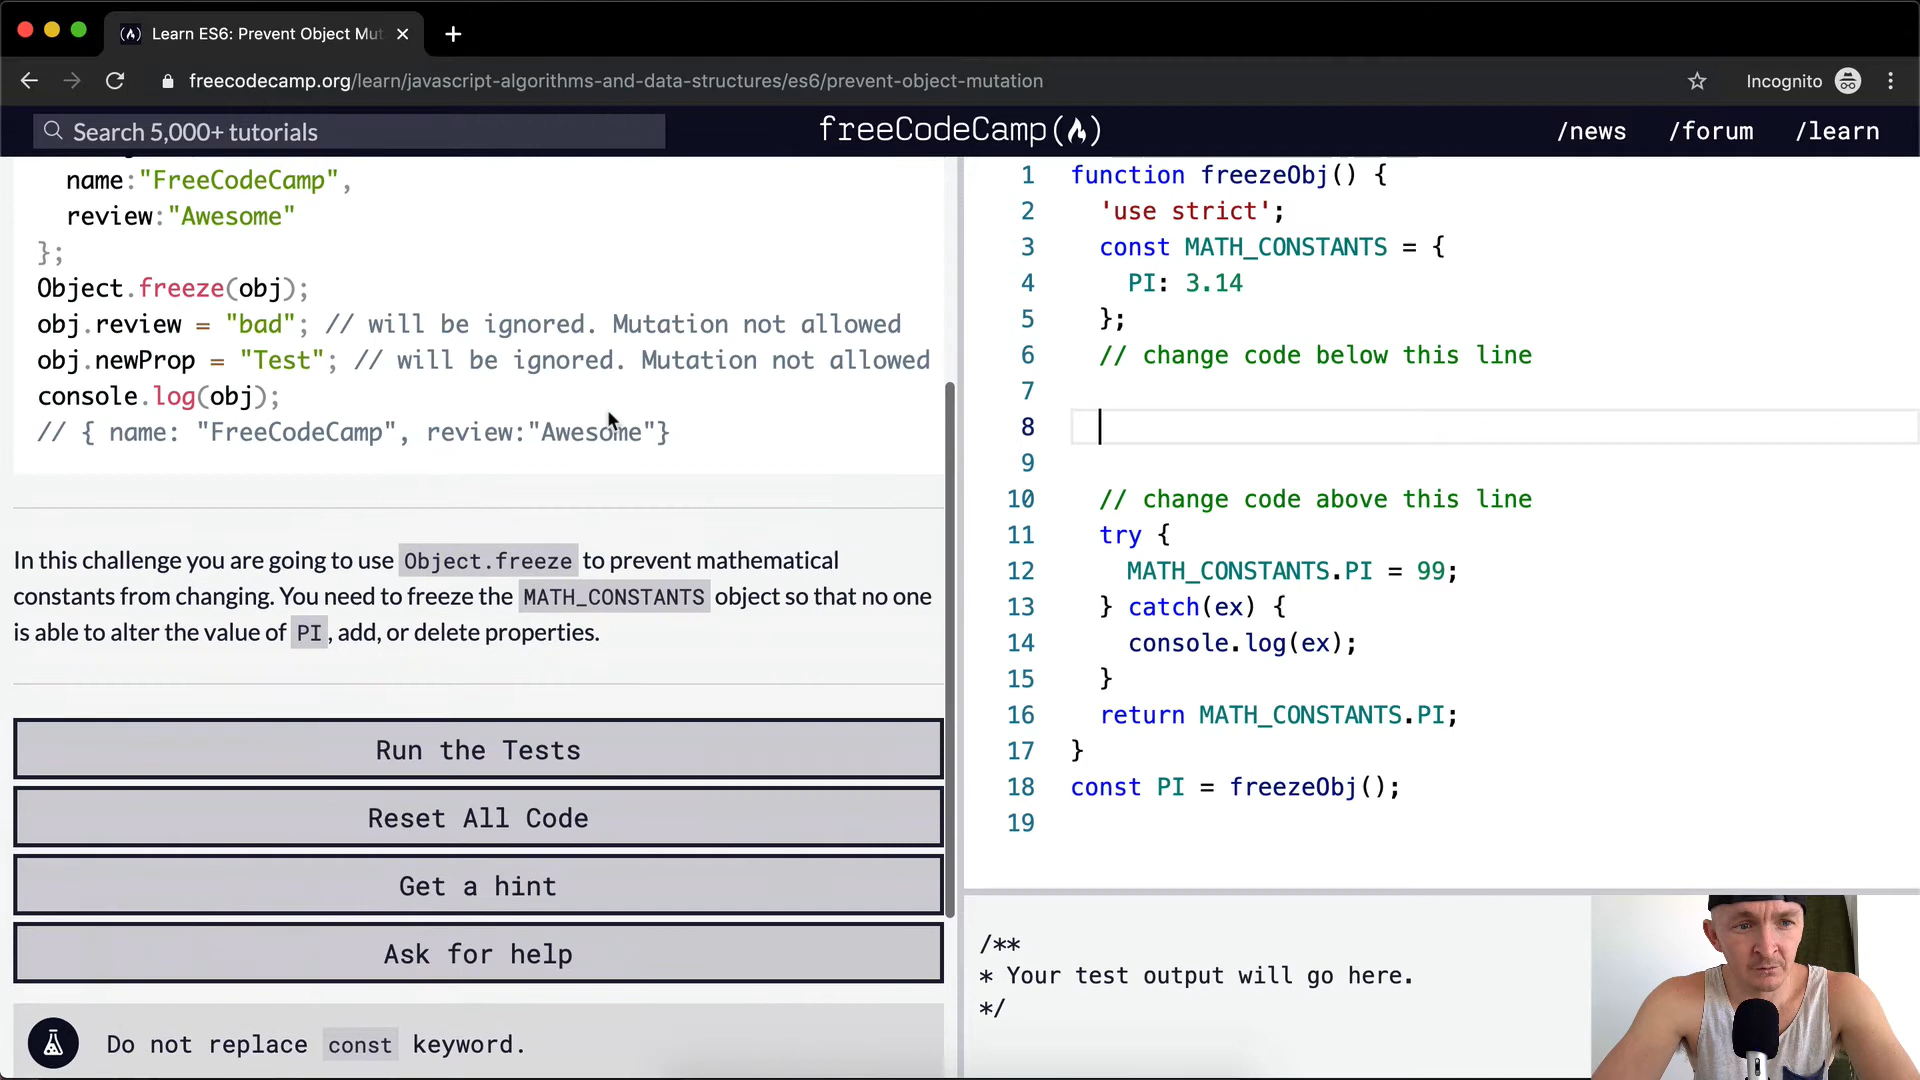 Learn ES6: Prevent Object Mut
freecodecamp.org/learn/javascript-algorithms-and-data-structures/es6/prevent-object-mutation
Incognito
Search 5,000+ tutorials
freeCodeCamp
/news
/forum
/learn
name:"FreeCodeCamp",
review:"Awesome"
};
Object.freeze(obj);
obj.review = "bad"; // will be ignored. Mutation not allowed
obj.newProp = "Test"; // will be ignored. Mutation not allowed
console.log(obj);
// { name: "FreeCodeCamp", review:"Awesome"}
In this challenge you are going to use Object.freeze to prevent mathematical
constants from changing. You need to freeze the MATH_CONSTANTS object so that no one
is able to alter the value of PI, add, or delete properties.
Run the Tests
Reset All Code
Get a hint
Ask for help
Do not replace const keyword.
1 function freezeObj() {
2 'use strict';
3 const MATH_CONSTANTS = {
4 PI: 3.14
5 };
6 // change code below this line
7
8
9
10 // change code above this line
11 try {
12 MATH_CONSTANTS.PI = 99;
13 } catch(ex) {
14 console.log(ex);
15 }
16 return MATH_CONSTANTS.PI;
17 }
18 const PI = freezeObj();
19
/**
* Your test output will go here.
*/